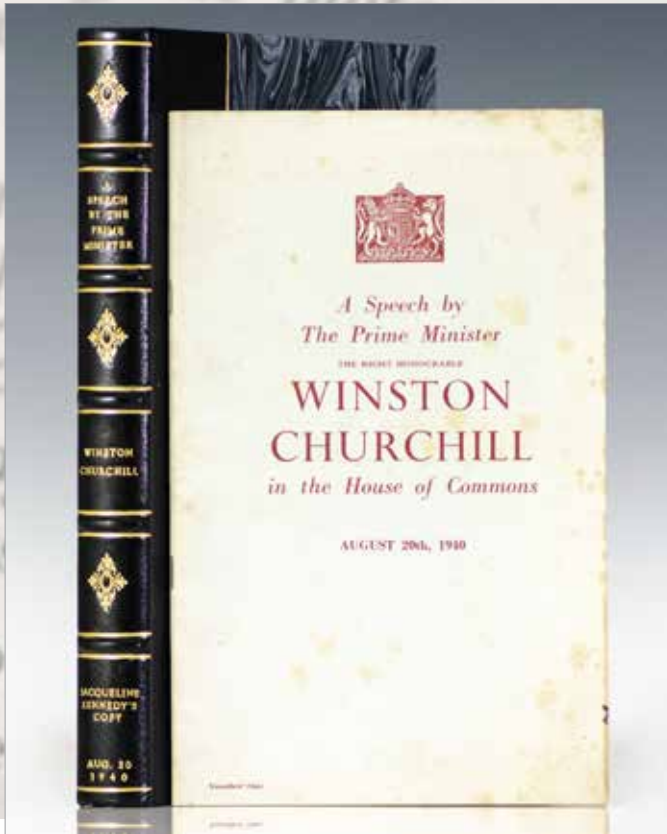 A
SPEECH
BY THE
PRIME
MINISTER
WINSTON
CHURCHILL
JACQUELINE
KENNEDY'S
COPY
AUG. 20
1940
A Speech by
The Prime Minister
THE RIGHT HONOURABLE
WINSTON
CHURCHILL
in the House of Commons
AUGUST 20th, 1940